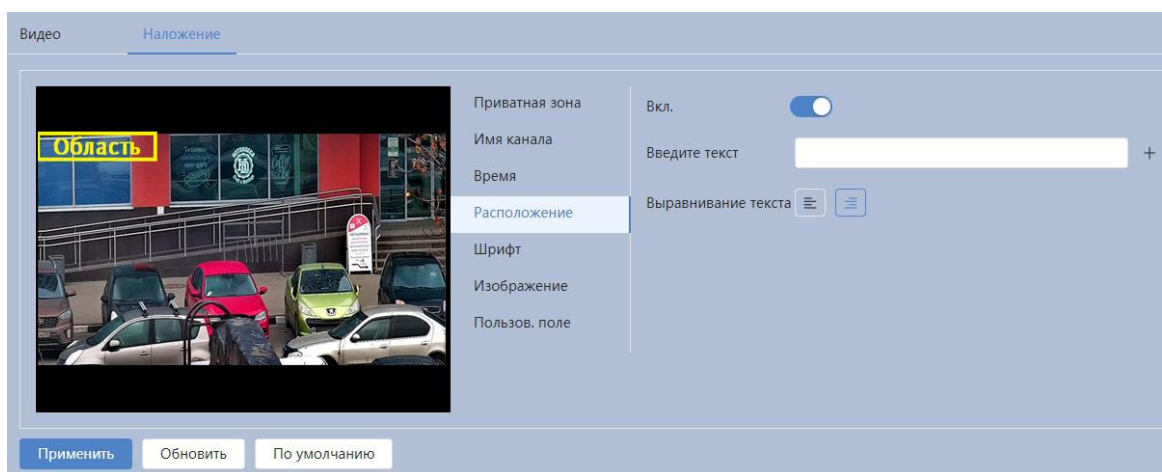 Видео Наложение
Область
Приватная зона
Имя канала
Время
Расположение
Шрифт
Изображение
Пользов. поле
Вкл.
Введите текст +
Выравнивание текста
Применить Обновить По умолчанию